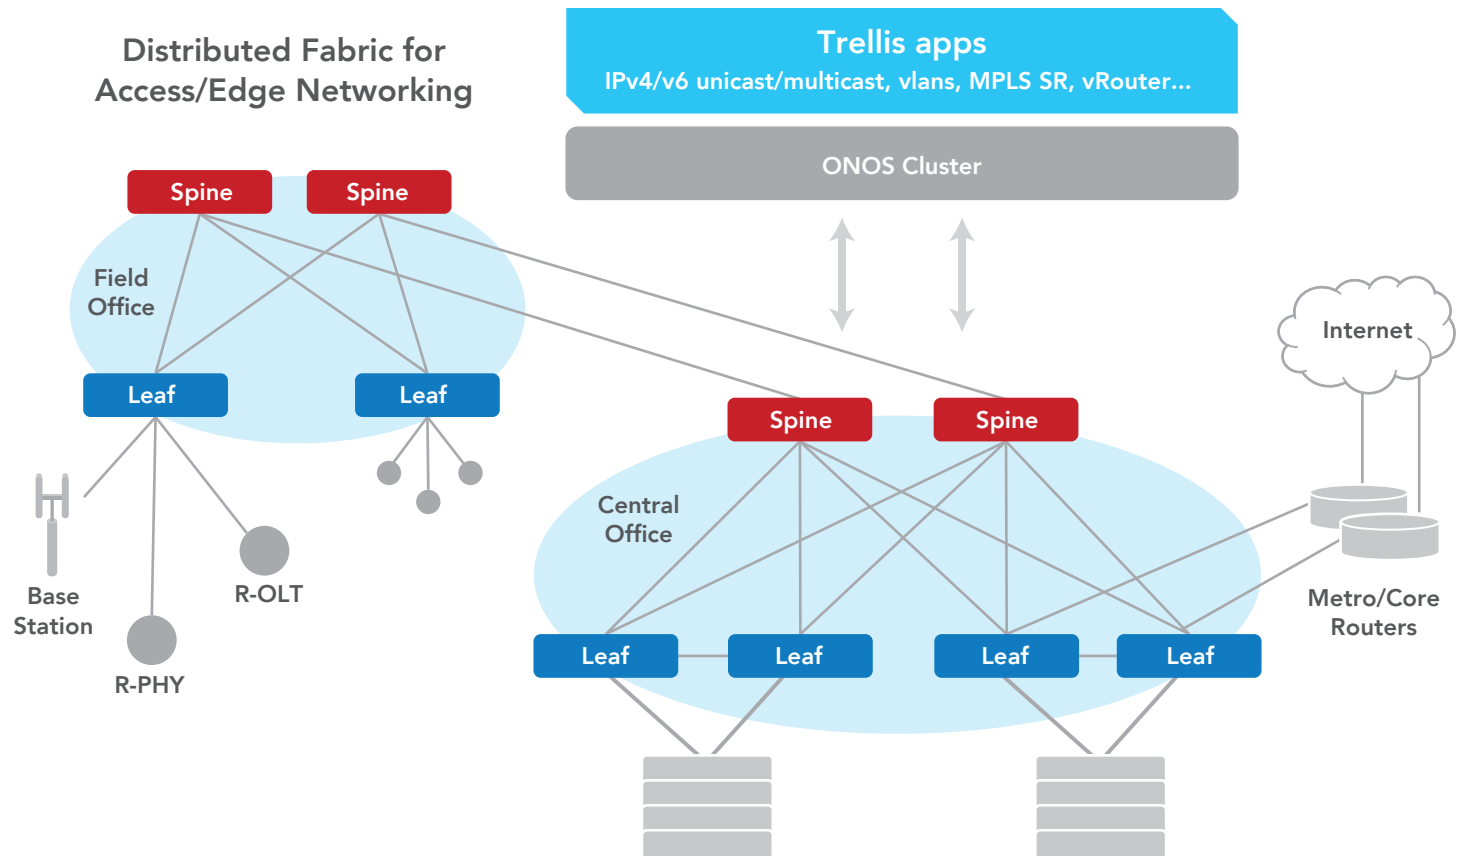 Distributed Fabric for
Access/Edge Networking
Trellis apps
IPv4/v6 unicast/multicast, vlans, MPLS SR, vRouter...
ONOS Cluster
Spine
Spine
Field
Office
Leaf
Leaf
Base
Station
R-PHY
R-OLT
Spine
Spine
Central
Office
Leaf
Leaf
Leaf
Leaf
Internet
Metro/Core
Routers